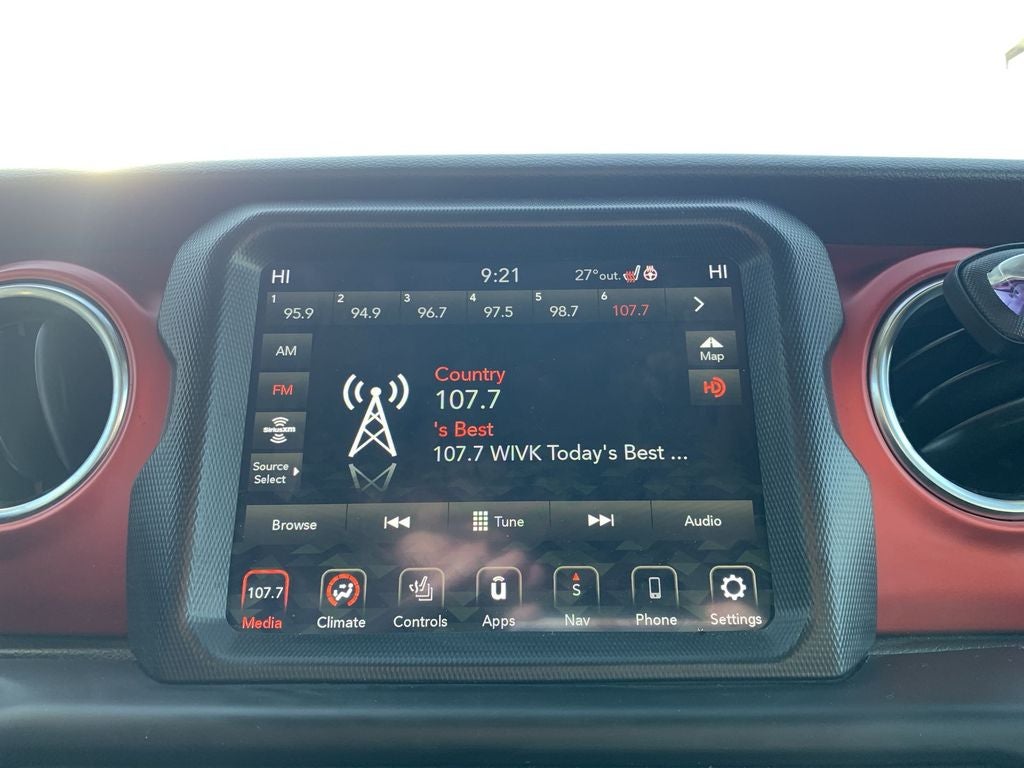 HI 9:21 27°out. HI
1 2 3 4 5 6
95.9 94.9 96.7 97.5 98.7 107.7
AM
Map
FM
HD
Country
107.7
's Best
107.7 WIVK Today's Best ...
SiriusXM
Source
Select
Browse Tune Audio
107.7 ū S
Media Climate Controls Apps Nav Phone Settings